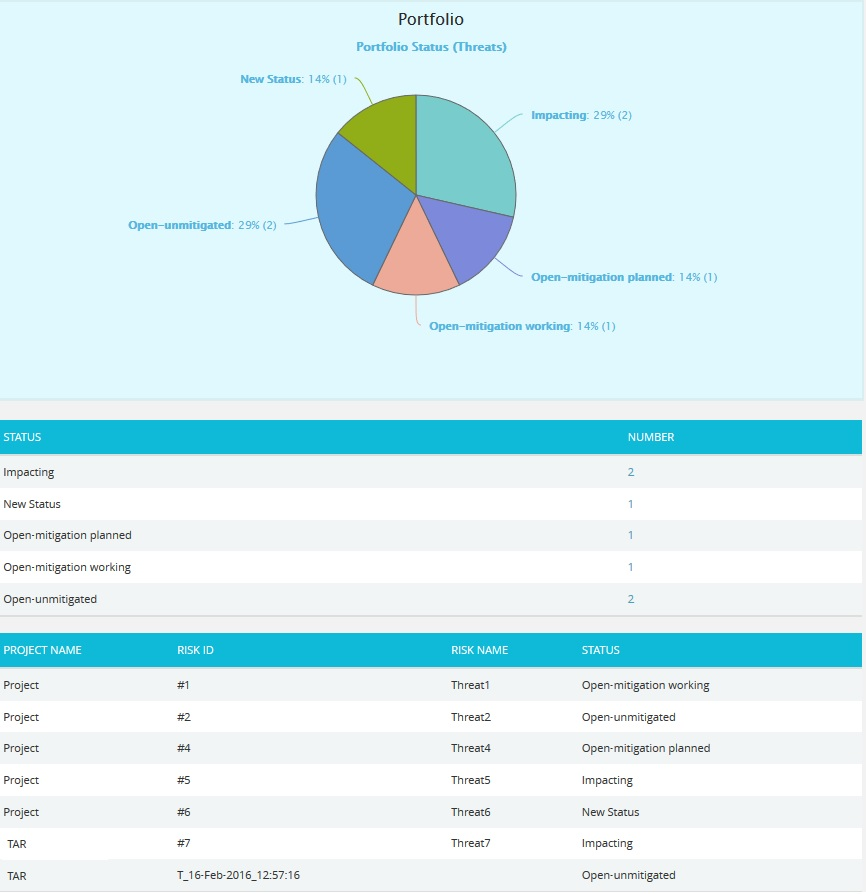 Portfolio
Portfolio Status (Threats)
New Status: 14% (1)
Impacting: 29% (2)
Open-unmitigated: 29% (2)
Open-mitigation planned: 14% (1)
Open-mitigation working: 14% (1)
STATUS NUMBER
Impacting 2
New Status 1
Open-mitigation planned 1
Open-mitigation working 1
Open-unmitigated 2
PROJECT NAME RISK ID RISK NAME STATUS
Project #1 Threat1 Open-mitigation working
Project #2 Threat2 Open-unmitigated
Project #4 Threat4 Open-mitigation planned
Project #5 Threat5 Impacting
Project #6 Threat6 New Status
TAR #7 Threat7 Impacting
TAR T_16-Feb-2016_12:57:16 Open-unmitigated